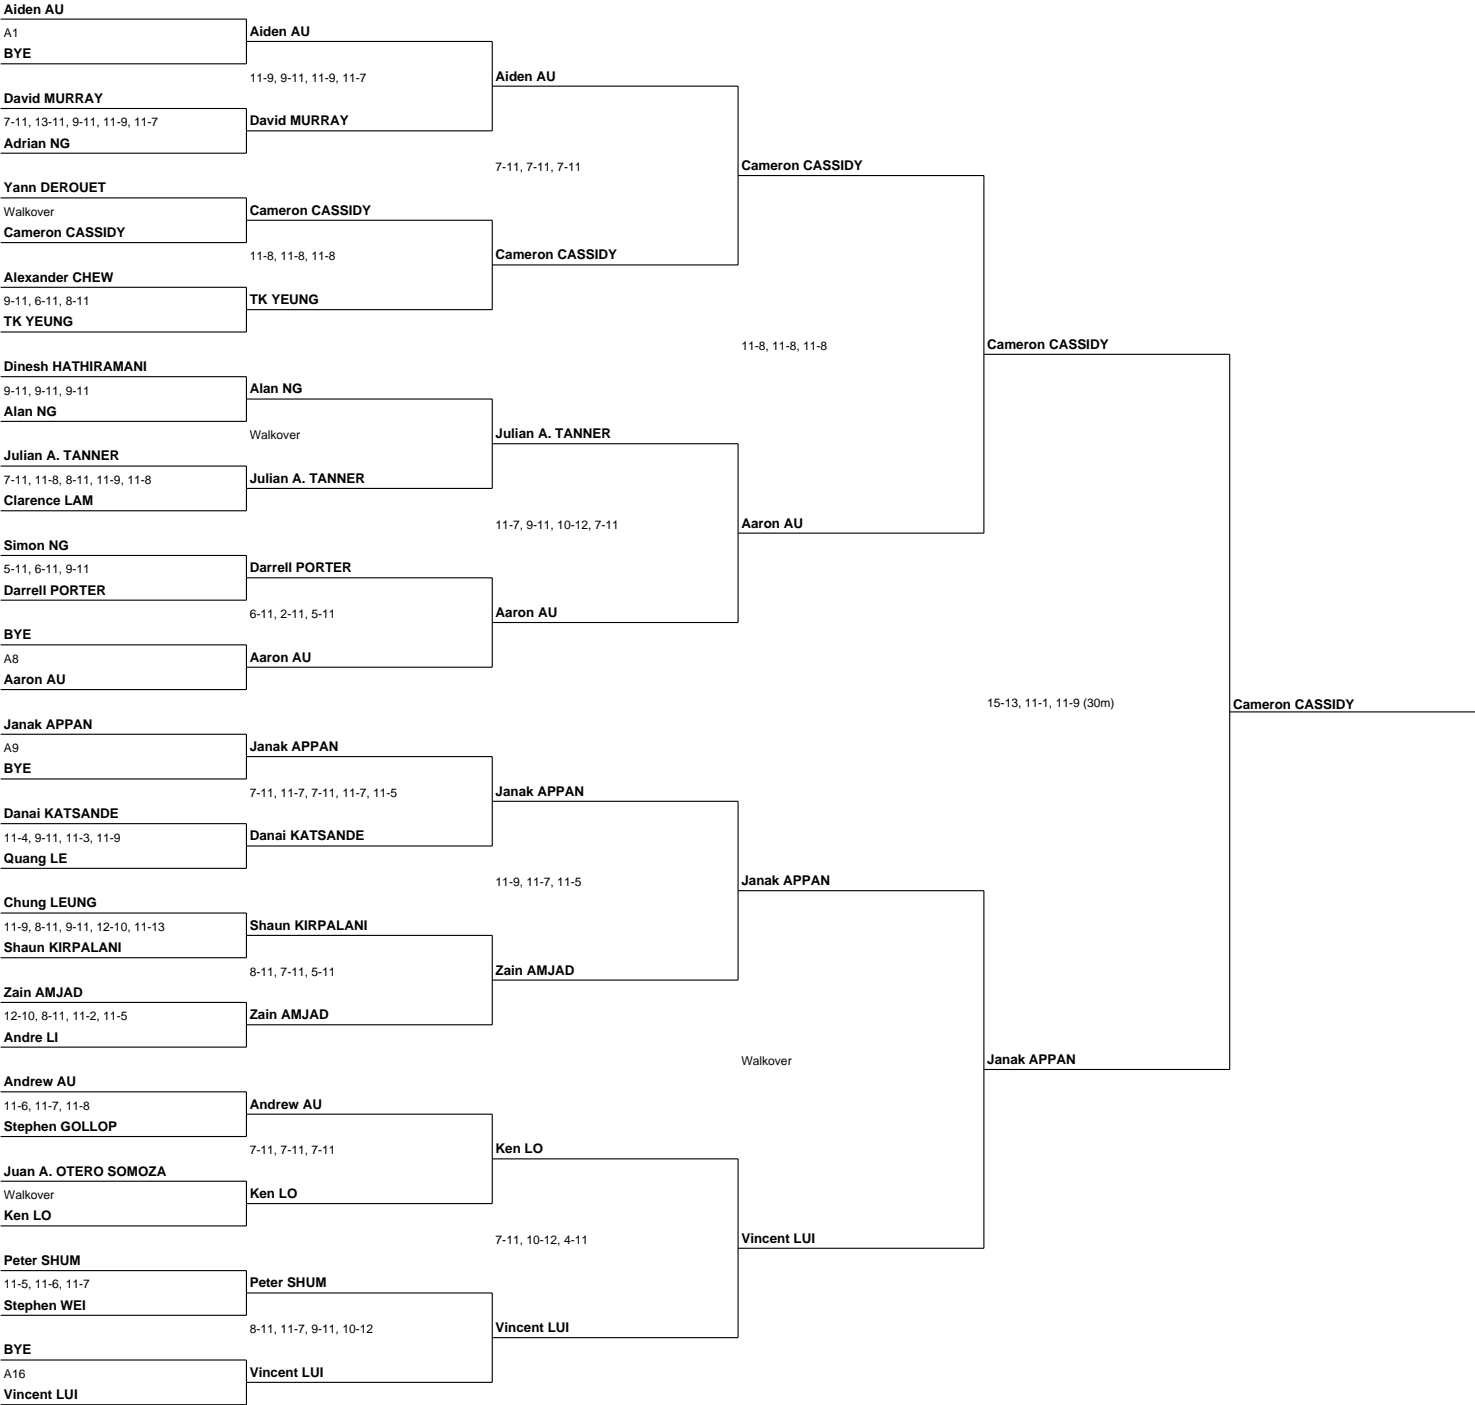 Aiden AU
A1
BYE
Aiden AU
11-9, 9-11, 11-9, 11-7
David MURRAY
7-11, 13-11, 9-11, 11-9, 11-7
Adrian NG
David MURRAY
Aiden AU
7-11, 7-11, 7-11
Yann DEROUET
Walkover
Cameron CASSIDY
Cameron CASSIDY
11-8, 11-8, 11-8
Alexander CHEW
9-11, 6-11, 8-11
TK YEUNG
TK YEUNG
Cameron CASSIDY
Cameron CASSIDY
11-8, 11-8, 11-8
Dinesh HATHIRAMANI
9-11, 9-11, 9-11
Alan NG
Alan NG
Walkover
Julian A. TANNER
7-11, 11-8, 8-11, 11-9, 11-8
Clarence LAM
Julian A. TANNER
Julian A. TANNER
11-7, 9-11, 10-12, 7-11
Simon NG
5-11, 6-11, 9-11
Darrell PORTER
Darrell PORTER
6-11, 2-11, 5-11
BYE
A8
Aaron AU
Aaron AU
Aaron AU
Aaron AU
Cameron CASSIDY
15-13, 11-1, 11-9 (30m)
Cameron CASSIDY
Janak APPAN
A9
BYE
Janak APPAN
7-11, 11-7, 7-11, 11-7, 11-5
Danai KATSANDE
11-4, 9-11, 11-3, 11-9
Quang LE
Danai KATSANDE
Janak APPAN
11-9, 11-7, 11-5
Chung LEUNG
11-9, 8-11, 9-11, 12-10, 11-13
Shaun KIRPALANI
Shaun KIRPALANI
8-11, 7-11, 5-11
Zain AMJAD
12-10, 8-11, 11-2, 11-5
Andre LI
Zain AMJAD
Zain AMJAD
Janak APPAN
Walkover
Andrew AU
11-6, 11-7, 11-8
Stephen GOLLOP
Andrew AU
7-11, 7-11, 7-11
Juan A. OTERO SOMOZA
Walkover
Ken LO
Ken LO
Ken LO
7-11, 10-12, 4-11
Peter SHUM
11-5, 11-6, 11-7
Stephen WEI
Peter SHUM
8-11, 11-7, 9-11, 10-12
BYE
A16
Vincent LUI
Vincent LUI
Vincent LUI
Vincent LUI
Janak APPAN